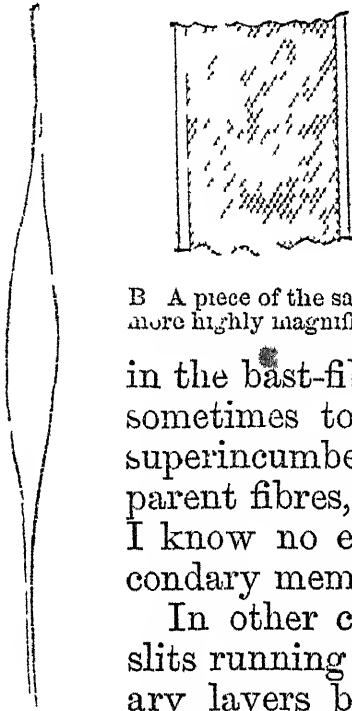 B A piece of the sa
more highly magnif
in the bast-fi
sometimes to
superincumbe
parent fibres,
I know no e
condary mem
In other c
slits running
ary layers b